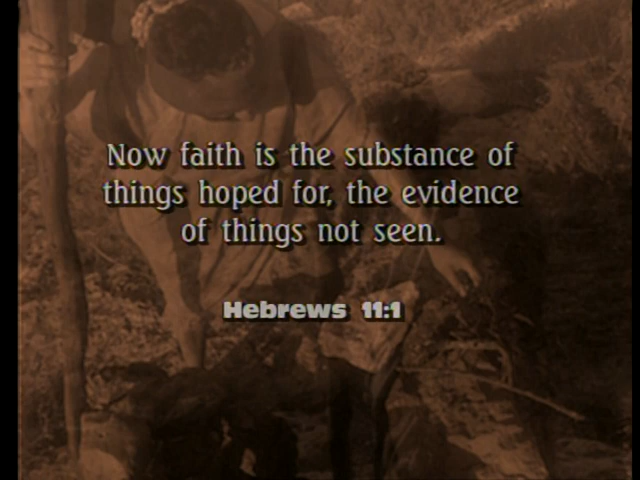 Now faith is the substance of
things hoped for, the evidence
of things not seen.
Hebrews 11:1